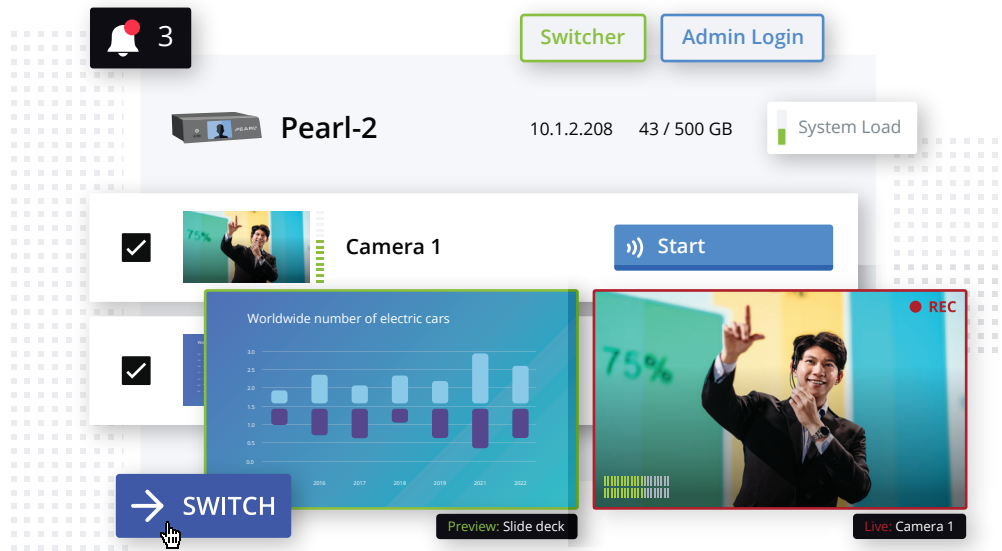 3
Switcher
Admin Login
PEARL
Pearl-2
10.1.2.208
43 / 500 GB
System Load
75%
Camera 1
Start
Worldwide number of electric cars
3.0
2.5
2.0
1.5
1.0
0.5
0.0
2016
2017
2018
2019
2021
2022
REC
75%
SWITCH
Preview: Slide deck
Live: Camera 1